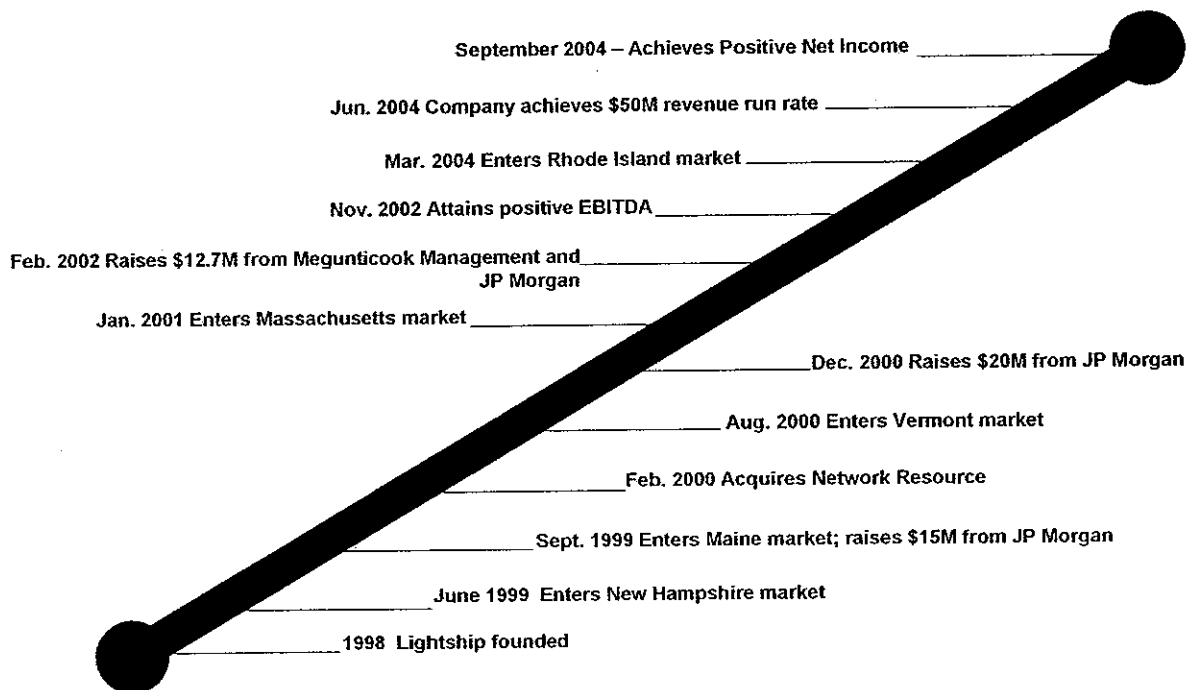 September 2004 – Achieves Positive Net Income
Jun. 2004 Company achieves $50M revenue run rate
Mar. 2004 Enters Rhode Island market
Nov. 2002 Attains positive EBITDA
Feb. 2002 Raises $12.7M from Megunticook Management and
JP Morgan
Jan. 2001 Enters Massachusetts market
Dec. 2000 Raises $20M from JP Morgan
Aug. 2000 Enters Vermont market
Feb. 2000 Acquires Network Resource
Sept. 1999 Enters Maine market; raises $15M from JP Morgan
June 1999 Enters New Hampshire market
1998 Lightship founded